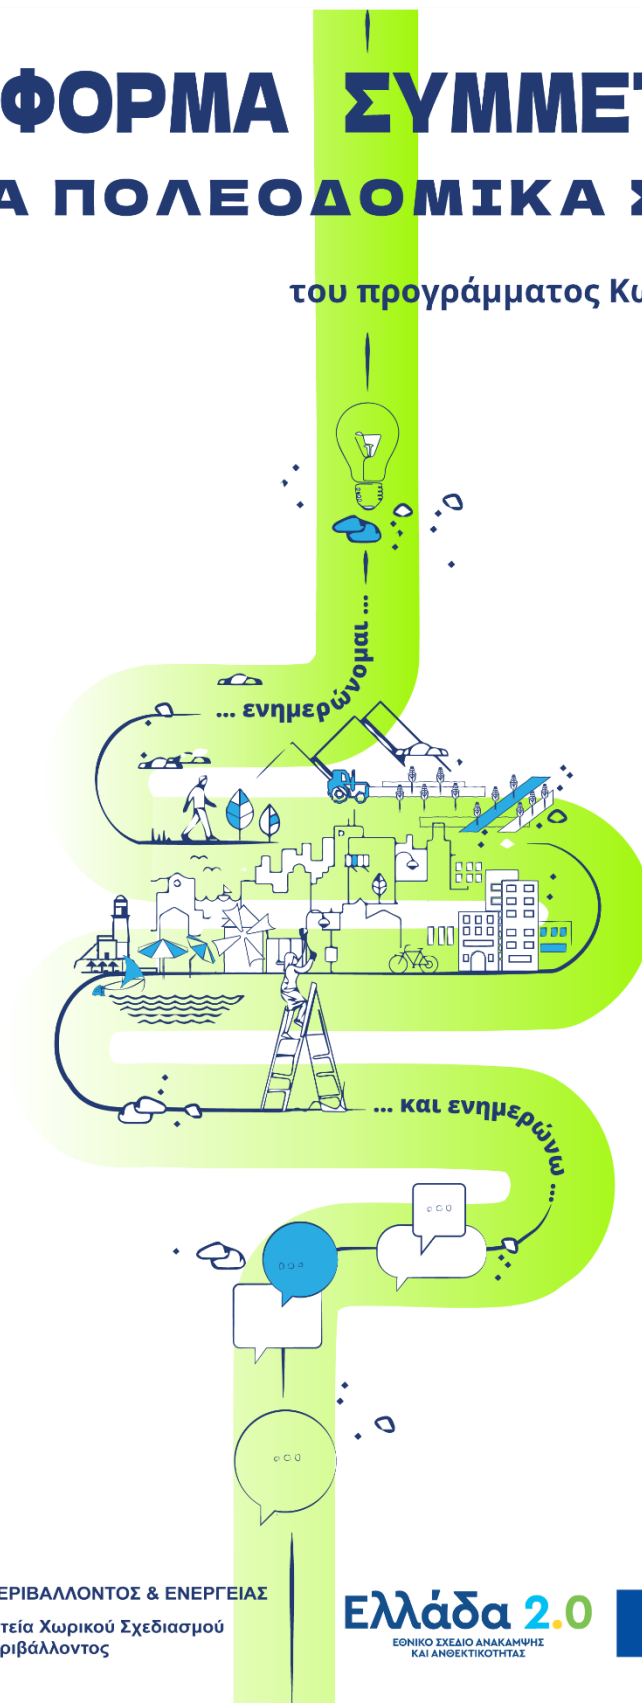 ΦΟΡΜΑ ΣΥΜΜΕΤ
Α ΠΟΛΕΟΔΟΜΙΚΑ Σ
του προγράμματος Κω
... ενημερώνομαι ...
... και ενημερώνω ...
ΕΡΙΒΑΛΛΟΝΤΟΣ & ΕΝΕΡΓΕΙΑΣ
τεία Χωρικού Σχεδιασμού
ριβάλλοντος
Ελλάδα 2.0
ΕΘΝΙΚΟ ΣΧΕΔΙΟ ΑΝΑΚΑΜΨΗΣ
ΚΑΙ ΑΝΘΕΚΤΙΚΟΤΗΤΑΣ